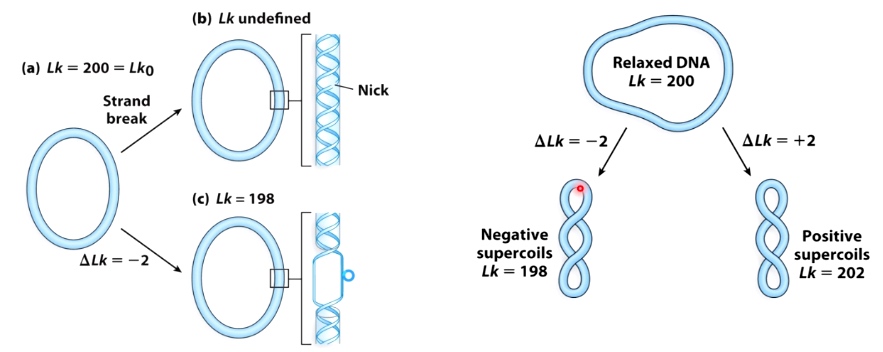 (b) Lk undefined
(a) Lk = 200 = Lk₀
Strand
break
Nick
(c) Lk = 198
ΔLk = −2
Relaxed DNA
Lk = 200
ΔLk = −2
ΔLk = +2
Negative
supercoils
Lk = 198
Positive
supercoils
Lk = 202